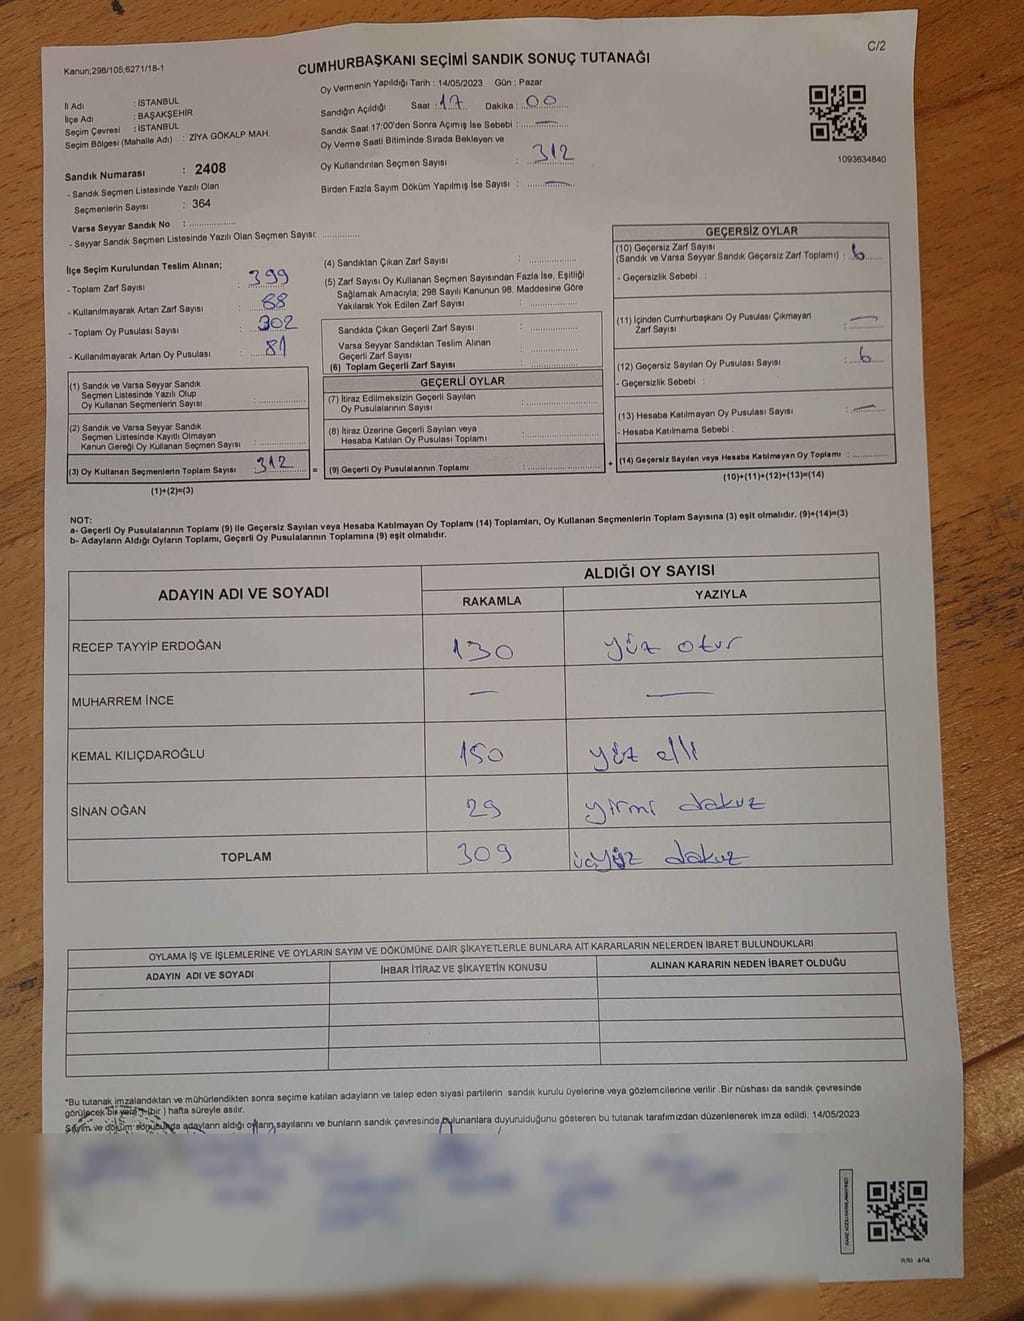 C/2
Kanun;298/105,6271/18-1
CUMHURBAŞKANI SEÇİMİ SANDIK SONUÇ TUTANAĞI
Oy Vermenin Yapıldığı Tarih : 14/05/2023 Gün : Pazar
İl Adı : İSTANBUL
İlçe Adı : BAŞAKŞEHİR
Seçim Çevresi : İSTANBUL
Seçim Bölgesi (Mahalle Adı) : ZİYA GÖKALP MAH.
Sandığın Açıldığı Saat : 17 Dakika : 00
Sandık Saat 17:00'den Sonra Açımış İse Sebebi : —
Oy Verme Saati Bitiminde Sırada Bekleyen ve
Oy Kullandırılan Seçmen Sayısı : 312
Birden Fazla Sayım Döküm Yapılmış İse Sayısı : —
1093634840
Sandık Numarası : 2408
- Sandık Seçmen Listesinde Yazılı Olan
Seçmenlerin Sayısı : 364
Varsa Seyyar Sandık No :
- Seyyar Sandık Seçmen Listesinde Yazılı Olan Seçmen Sayısı:
İlçe Seçim Kurulundan Teslim Alınan;
- Toplam Zarf Sayısı : 399
- Kullanılmayarak Artan Zarf Sayısı : 88
- Toplam Oy Pusulası Sayısı : 302
- Kullanılmayarak Artan Oy Pusulası : 81
(1) Sandık ve Varsa Seyyar Sandık
Seçmen Listesinde Yazılı Olup
Oy Kullanan Seçmenlerin Sayısı :
(2) Sandık ve Varsa Seyyar Sandık
Seçmen Listesinde Kayıtlı Olmayan
Kanun Gereği Oy Kullanan Seçmen Sayısı :
(3) Oy Kullanan Seçmenlerin Toplam Sayısı : 312
(1)+(2)=(3)
(4) Sandıktan Çıkan Zarf Sayısı :
(5) Zarf Sayısı Oy Kullanan Seçmen Sayısından Fazla İse, Eşitliği
Sağlamak Amacıyla; 298 Sayılı Kanunun 98. Maddesine Göre
Yakılarak Yok Edilen Zarf Sayısı :
Sandıkta Çıkan Geçerli Zarf Sayısı :
Varsa Seyyar Sandıktan Teslim Alınan
Geçerli Zarf Sayısı :
(6) Toplam Geçerli Zarf Sayısı :
GEÇERLİ OYLAR
(7) İtiraz Edilmeksizin Geçerli Sayılan
Oy Pusulalarının Sayısı :
(8) İtiraz Üzerine Geçerli Sayılan veya
Hesaba Katılan Oy Pusulası Toplamı :
= (9) Geçerli Oy Pusulalarının Toplamı :
GEÇERSİZ OYLAR
(10) Geçersiz Zarf Sayısı
(Sandık ve Varsa Seyyar Sandık Geçersiz Zarf Toplamı) : 6
- Geçersizlik Sebebi :
(11) İçinden Cumhurbaşkanı Oy Pusulası Çıkmayan
Zarf Sayısı : —
(12) Geçersiz Sayılan Oy Pusulası Sayısı : 6
- Geçersizlik Sebebi :
(13) Hesaba Katılmayan Oy Pusulası Sayısı : —
- Hesaba Katılmama Sebebi :
+ (14) Geçersiz Sayılan veya Hesaba Katılmayan Oy Toplamı :
(10)+(11)+(12)+(13)=(14)
NOT:
a- Geçerli Oy Pusulalarının Toplamı (9) ile Geçersiz Sayılan veya Hesaba Katılmayan Oy Toplamı (14) Toplamları, Oy Kullanan Seçmenlerin Toplam Sayısına (3) eşit olmalıdır. (9)+(14)=(3)
b- Adayların Aldığı Oyların Toplamı, Geçerli Oy Pusulalarının Toplamına (9) eşit olmalıdır.
ADAYIN ADI VE SOYADI ALDIĞI OY SAYISI
RAKAMLA YAZIYLA
RECEP TAYYİP ERDOĞAN 130 yüz otuz
MUHARREM İNCE — —
KEMAL KILIÇDAROĞLU 150 yüz elli
SİNAN OĞAN 29 yirmi dokuz
TOPLAM 309 üçyüz dokuz
OYLAMA İŞ VE İŞLEMLERİNE VE OYLARIN SAYIM VE DÖKÜMÜNE DAİR ŞİKAYETLERLE BUNLARA AİT KARARLARIN NELERDEN İBARET BULUNDUKLARI
ADAYIN ADI VE SOYADI İHBAR İTİRAZ VE ŞİKAYETİN KONUSU ALINAN KARARIN NEDEN İBARET OLDUĞU
*Bu tutanak imzalandıktan ve mühürlendikten sonra seçime katılan adayların ve talep eden siyasi partilerin sandık kurulu üyelerine veya gözlemcilerine verilir .Bir nüshası da sandık çevresinde
görülecek bir yere 1 (bir ) hafta süreyle asılır.
Sayım ve döküm sonucunda adayların aldığı oyların sayılarını ve bunların sandık çevresinde bulunanlara duyurulduğunu gösteren bu tutanak tarafımızdan düzenlenerek imza edildi. 14/05/2023